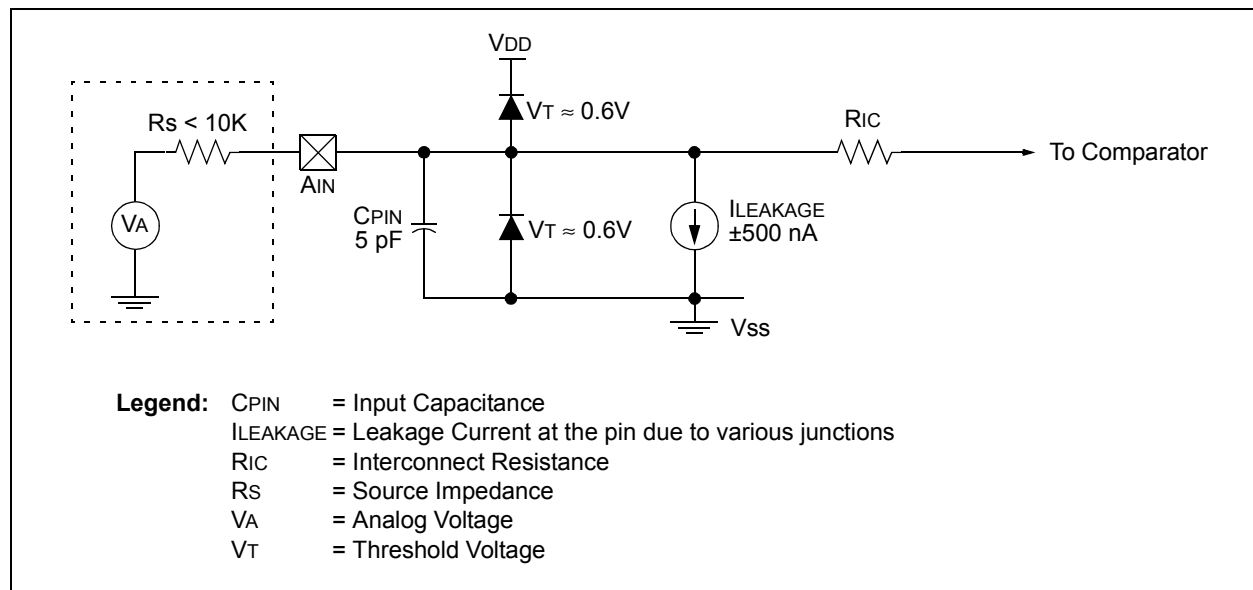 VDD
VT ≈ 0.6V
RIC
Rs < 10K
To Comparator
AIN
VA
CPIN
5 pF
VT ≈ 0.6V
ILEAKAGE
±500 nA
Vss
Legend: CPIN = Input Capacitance
ILEAKAGE = Leakage Current at the pin due to various junctions
RIC = Interconnect Resistance
RS = Source Impedance
VA = Analog Voltage
VT = Threshold Voltage